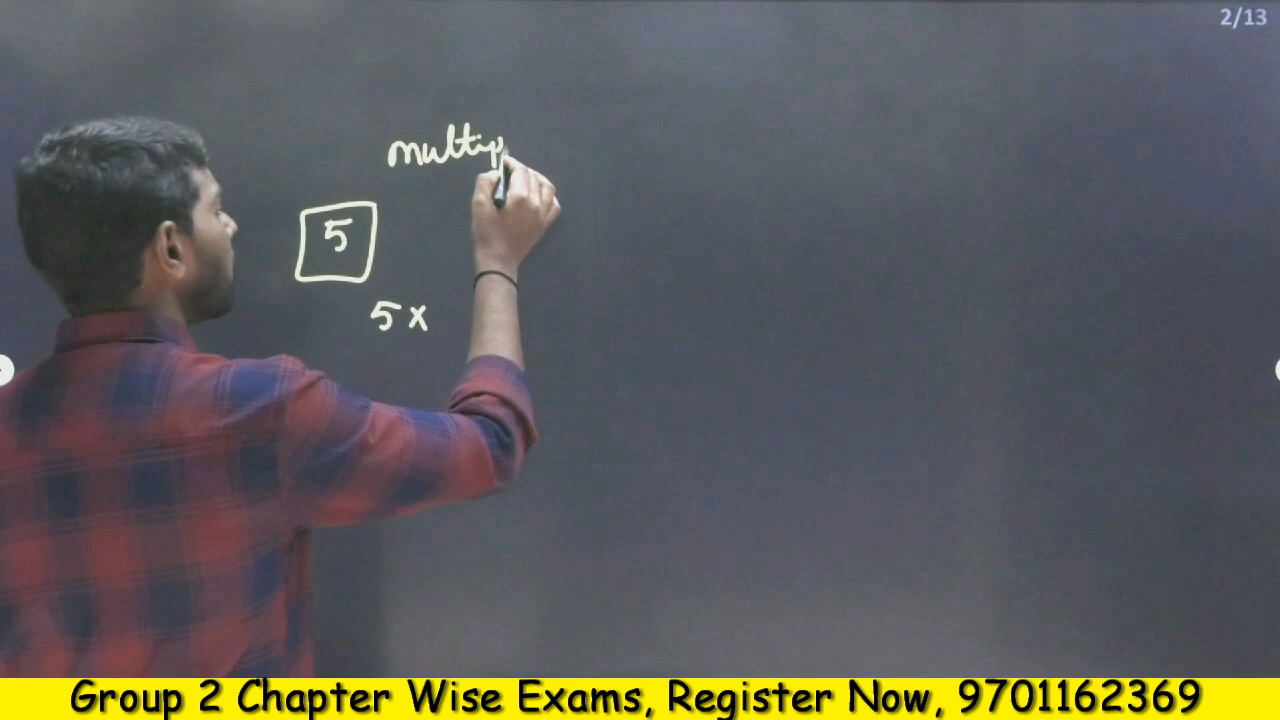 2/13
multip
5
5 x
Group 2 Chapter Wise Exams, Register Now, 9701162369